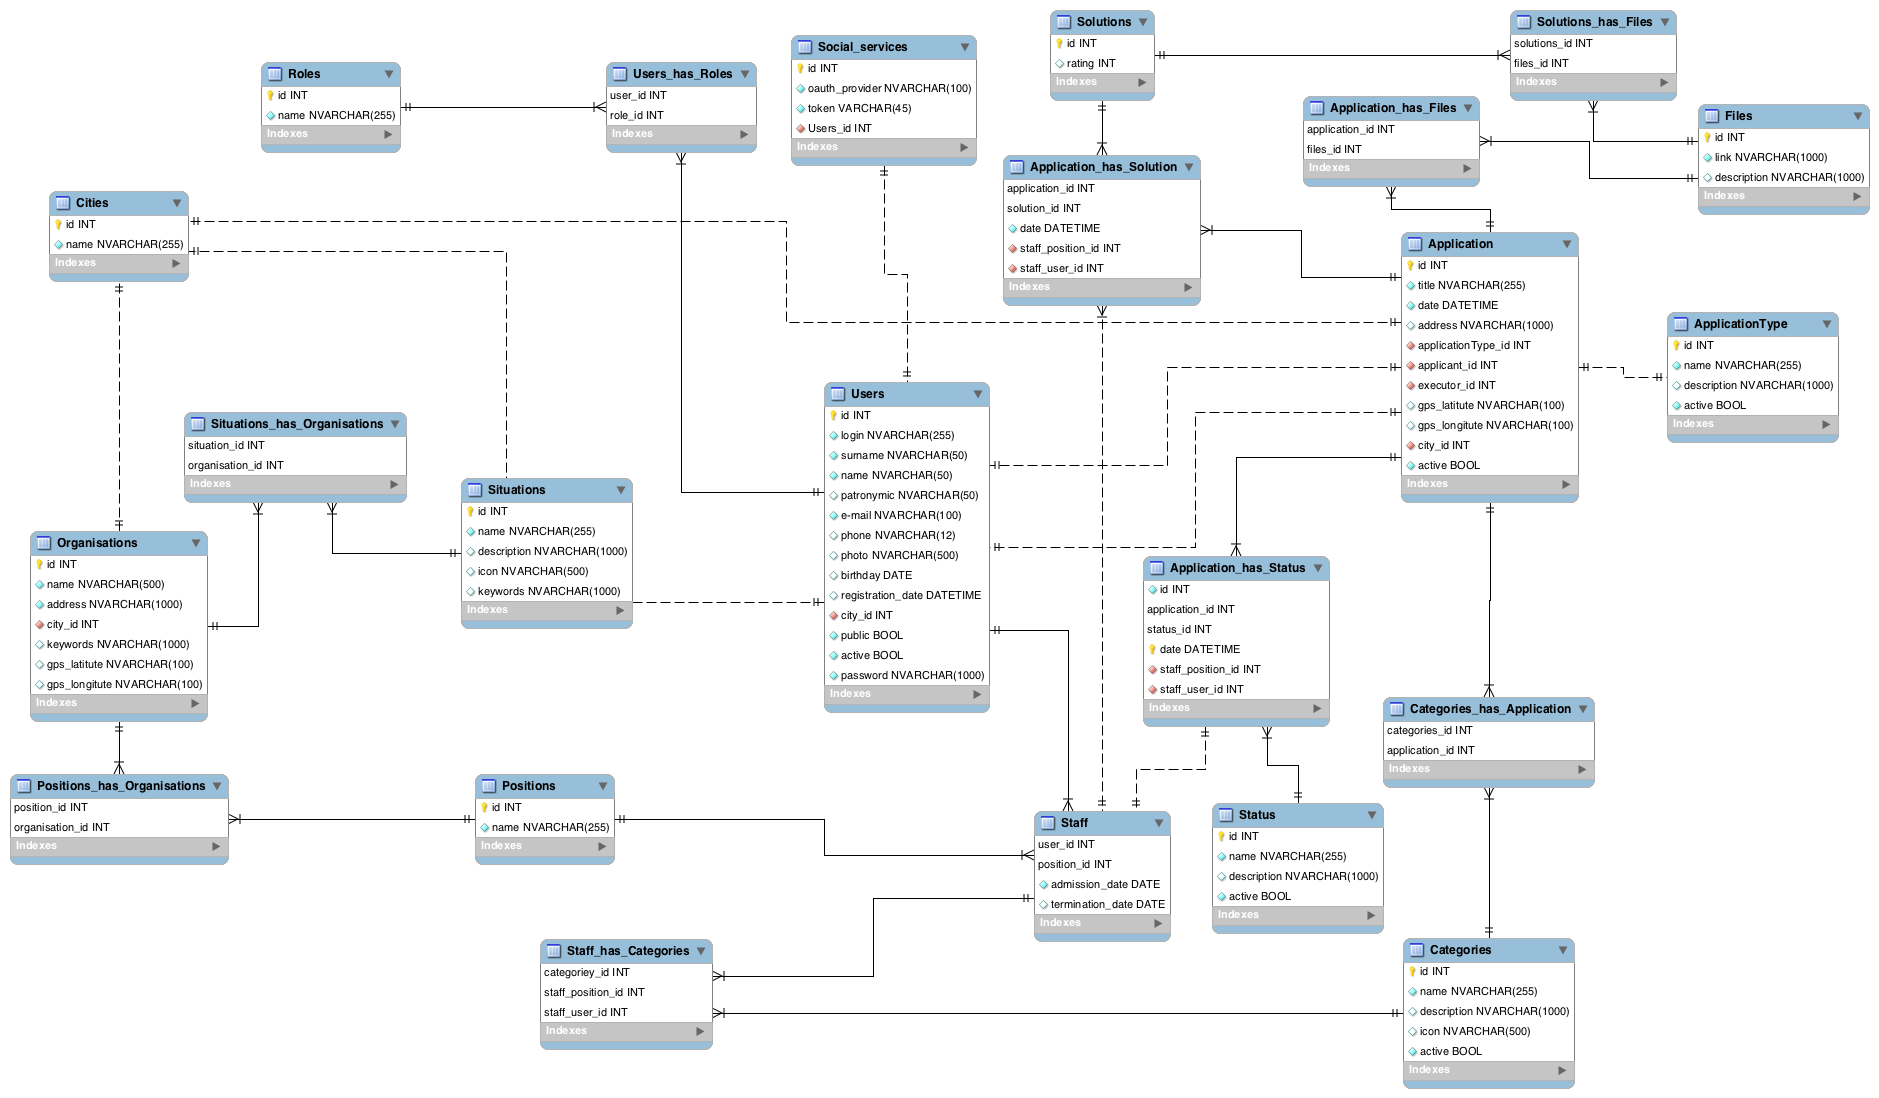 Solutions
id INT
rating INT
Indexes
Solutions_has_Files
solutions_id INT
files_id INT
Indexes
Social_services
id INT
oauth_provider NVARCHAR(100)
token VARCHAR(45)
Users_id INT
Indexes
Roles
id INT
name NVARCHAR(255)
Indexes
Users_has_Roles
user_id INT
role_id INT
Indexes
Application_has_Files
application_id INT
files_id INT
Indexes
Files
id INT
link NVARCHAR(1000)
description NVARCHAR(1000)
Indexes
Application_has_Solution
application_id INT
solution_id INT
date DATETIME
staff_position_id INT
staff_user_id INT
Indexes
Cities
id INT
name NVARCHAR(255)
Indexes
Application
id INT
title NVARCHAR(255)
date DATETIME
address NVARCHAR(1000)
applicationType_id INT
applicant_id INT
executor_id INT
gps_latitute NVARCHAR(100)
gps_longitute NVARCHAR(100)
city_id INT
active BOOL
Indexes
ApplicationType
id INT
name NVARCHAR(255)
description NVARCHAR(1000)
active BOOL
Indexes
Users
id INT
login NVARCHAR(255)
surname NVARCHAR(50)
name NVARCHAR(50)
patronymic NVARCHAR(50)
e-mail NVARCHAR(100)
phone NVARCHAR(12)
photo NVARCHAR(500)
birthday DATE
registration_date DATETIME
city_id INT
public BOOL
active BOOL
password NVARCHAR(1000)
Indexes
Situations_has_Organisations
situation_id INT
organisation_id INT
Indexes
Situations
id INT
name NVARCHAR(255)
description NVARCHAR(1000)
icon NVARCHAR(500)
keywords NVARCHAR(1000)
Indexes
Organisations
id INT
name NVARCHAR(500)
address NVARCHAR(1000)
city_id INT
keywords NVARCHAR(1000)
gps_latitute NVARCHAR(100)
gps_longitute NVARCHAR(100)
Indexes
Application_has_Status
id INT
application_id INT
status_id INT
date DATETIME
staff_position_id INT
staff_user_id INT
Indexes
Categories_has_Application
categories_id INT
application_id INT
Indexes
Positions_has_Organisations
position_id INT
organisation_id INT
Indexes
Positions
id INT
name NVARCHAR(255)
Indexes
Staff
user_id INT
position_id INT
admission_date DATE
termination_date DATE
Indexes
Status
id INT
name NVARCHAR(255)
description NVARCHAR(1000)
active BOOL
Indexes
Staff_has_Categories
categoriey_id INT
staff_position_id INT
staff_user_id INT
Indexes
Categories
id INT
name NVARCHAR(255)
description NVARCHAR(1000)
icon NVARCHAR(500)
active BOOL
Indexes